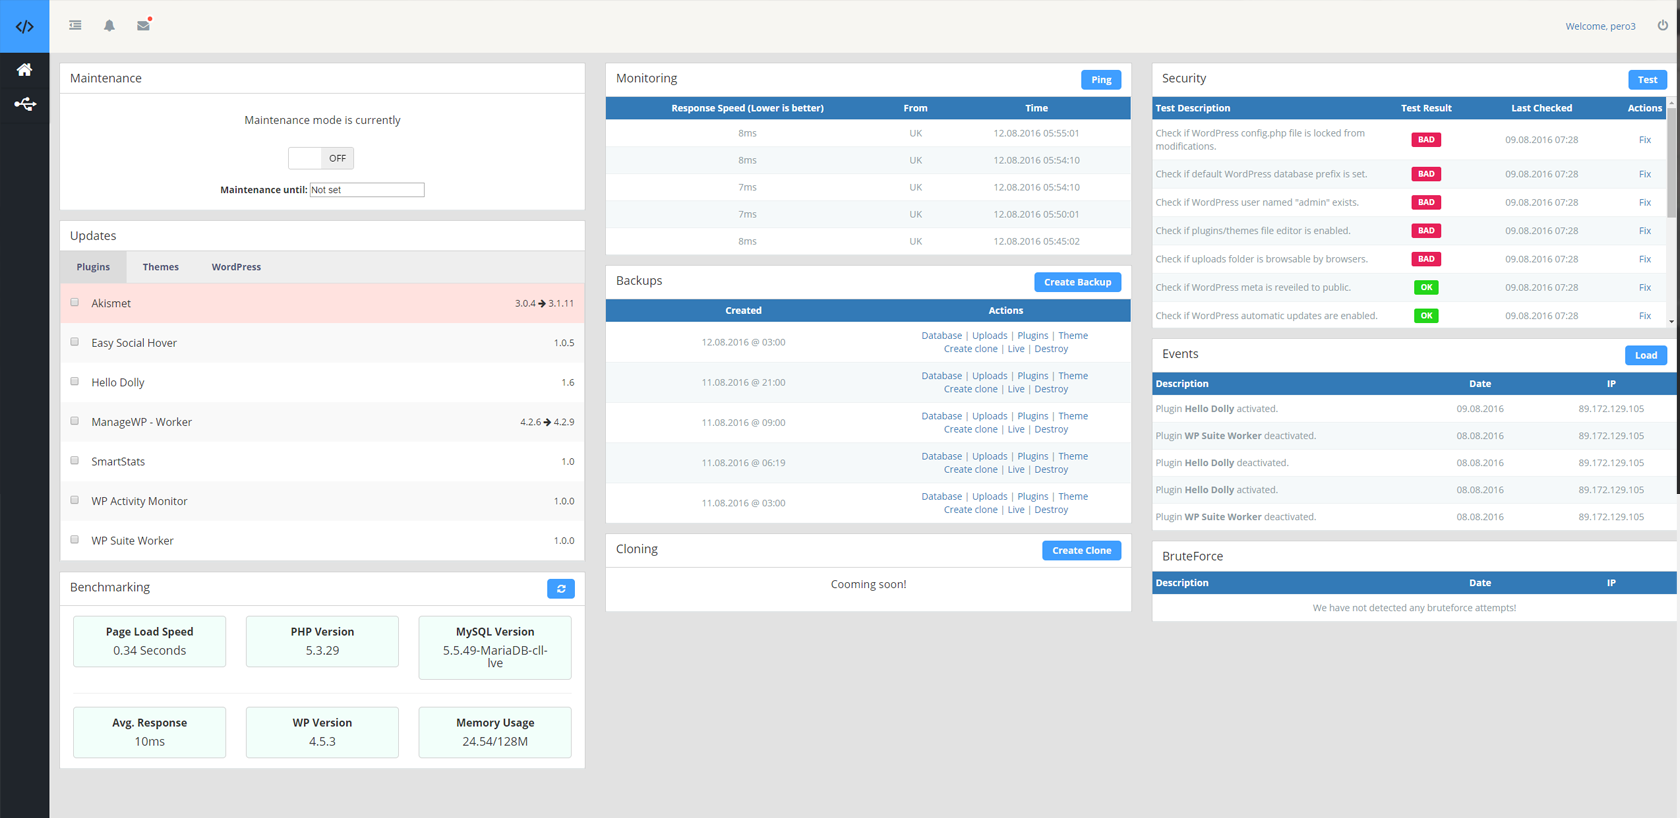 </>
Welcome, pero3
Maintenance
Maintenance mode is currently
OFF
Maintenance until: Not set
Updates
Plugins Themes WordPress
Akismet 3.0.4 → 3.1.11
Easy Social Hover 1.0.5
Hello Dolly 1.6
ManageWP - Worker 4.2.6 → 4.2.9
SmartStats 1.0
WP Activity Monitor 1.0.0
WP Suite Worker 1.0.0
Benchmarking
Page Load Speed
0.34 Seconds
PHP Version
5.3.29
MySQL Version
5.5.49-MariaDB-cll-
lve
Avg. Response
10ms
WP Version
4.5.3
Memory Usage
24.54/128M
Monitoring Ping
Response Speed (Lower is better) From Time
8ms UK 12.08.2016 05:55:01
8ms UK 12.08.2016 05:54:10
7ms UK 12.08.2016 05:54:10
7ms UK 12.08.2016 05:50:01
8ms UK 12.08.2016 05:45:02
Backups Create Backup
Created Actions
12.08.2016 @ 03:00 Database | Uploads | Plugins | Theme
Create clone | Live | Destroy
11.08.2016 @ 21:00 Database | Uploads | Plugins | Theme
Create clone | Live | Destroy
11.08.2016 @ 09:00 Database | Uploads | Plugins | Theme
Create clone | Live | Destroy
11.08.2016 @ 06:19 Database | Uploads | Plugins | Theme
Create clone | Live | Destroy
11.08.2016 @ 03:00 Database | Uploads | Plugins | Theme
Create clone | Live | Destroy
Cloning Create Clone
Cooming soon!
Security Test
Test Description Test Result Last Checked Actions
Check if WordPress config.php file is locked from
modifications. BAD 09.08.2016 07:28 Fix
Check if default WordPress database prefix is set. BAD 09.08.2016 07:28 Fix
Check if WordPress user named "admin" exists. BAD 09.08.2016 07:28 Fix
Check if plugins/themes file editor is enabled. BAD 09.08.2016 07:28 Fix
Check if uploads folder is browsable by browsers. BAD 09.08.2016 07:28 Fix
Check if WordPress meta is reveiled to public. OK 09.08.2016 07:28 Fix
Check if WordPress automatic updates are enabled. OK 09.08.2016 07:28 Fix
Events Load
Description Date IP
Plugin Hello Dolly activated. 09.08.2016 89.172.129.105
Plugin WP Suite Worker deactivated. 08.08.2016 89.172.129.105
Plugin Hello Dolly deactivated. 08.08.2016 89.172.129.105
Plugin Hello Dolly activated. 08.08.2016 89.172.129.105
Plugin WP Suite Worker deactivated. 08.08.2016 89.172.129.105
BruteForce
Description Date IP
We have not detected any bruteforce attempts!